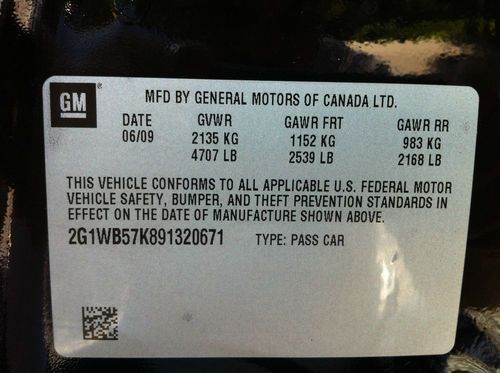 GM
MFD BY GENERAL MOTORS OF CANADA LTD.
DATE GVWR GAWR FRT GAWR RR
06/09 2135 KG 1152 KG 983 KG
4707 LB 2539 LB 2168 LB
THIS VEHICLE CONFORMS TO ALL APPLICABLE U.S. FEDERAL MOTOR
VEHICLE SAFETY, BUMPER, AND THEFT PREVENTION STANDARDS IN
EFFECT ON THE DATE OF MANUFACTURE SHOWN ABOVE.
2G1WB57K891320671 TYPE: PASS CAR